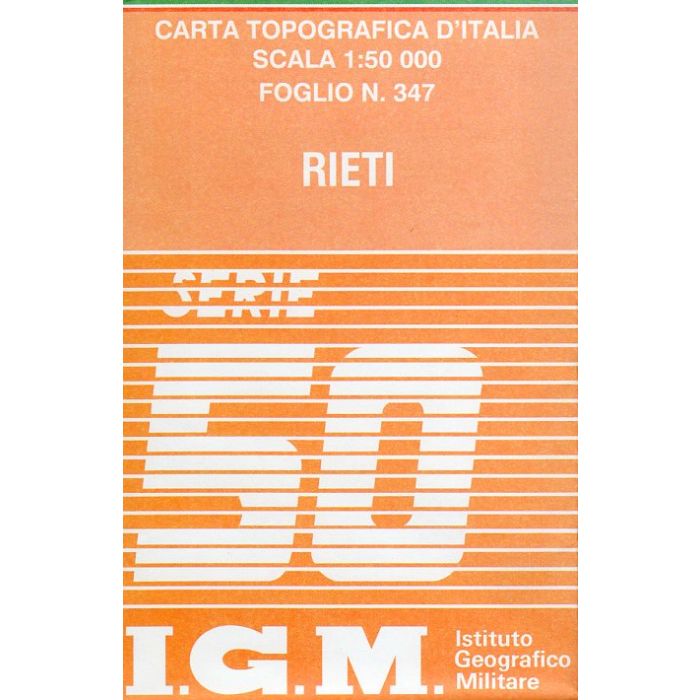 CARTA TOPOGRAFICA D'ITALIA
SCALA 1:50 000
FOGLIO N. 347
RIETI
SERIE
50
I.G.M.
Istituto
Geografico
Militare